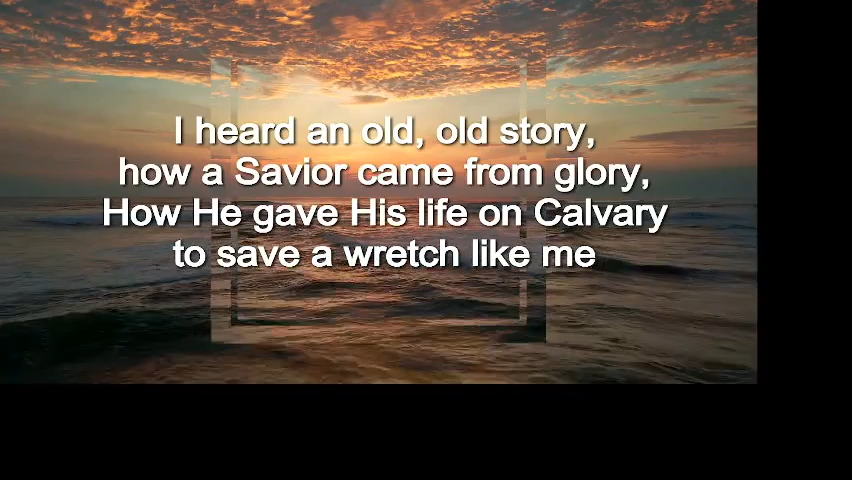 I heard an old, old story,
how a Savior came from glory,
How He gave His life on Calvary
to save a wretch like me